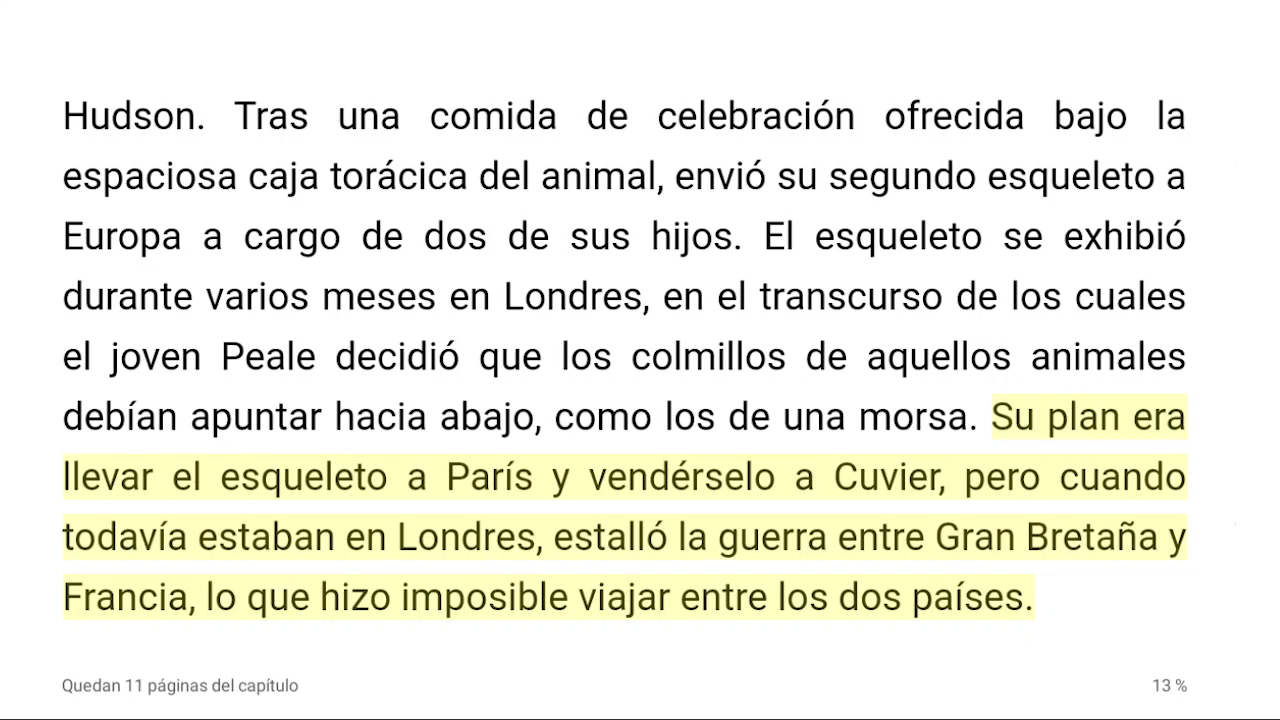 Hudson. Tras una comida de celebración ofrecida bajo la
espaciosa caja torácica del animal, envió su segundo esqueleto a
Europa a cargo de dos de sus hijos. El esqueleto se exhibió
durante varios meses en Londres, en el transcurso de los cuales
el joven Peale decidió que los colmillos de aquellos animales
debían apuntar hacia abajo, como los de una morsa. Su plan era
llevar el esqueleto a París y vendérselo a Cuvier, pero cuando
todavía estaban en Londres, estalló la guerra entre Gran Bretaña y
Francia, lo que hizo imposible viajar entre los dos países.
Quedan 11 páginas del capítulo
13 %